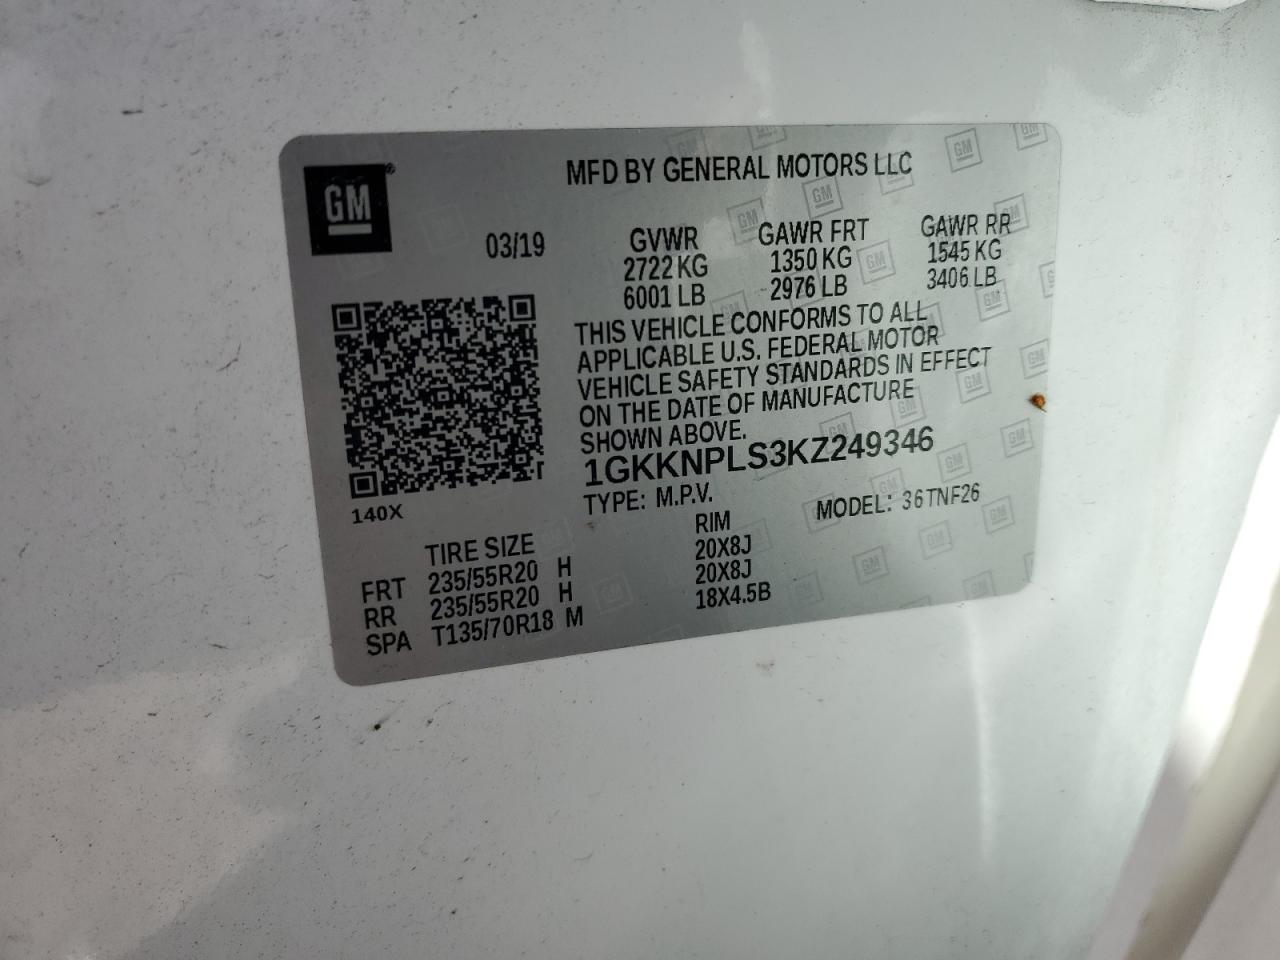 GM
MFD BY GENERAL MOTORS LLC
03/19
GVWR GAWR FRT GAWR RR
2722 KG 1350 KG 1545 KG
6001 LB 2976 LB 3406 LB
THIS VEHICLE CONFORMS TO ALL
APPLICABLE U.S. FEDERAL MOTOR
VEHICLE SAFETY STANDARDS IN EFFECT
ON THE DATE OF MANUFACTURE
SHOWN ABOVE.
1GKKNPLS3KZ249346
TYPE: M.P.V. MODEL: 36TNF26
140X
TIRE SIZE RIM
FRT 235/55R20 H 20X8J
RR 235/55R20 H 20X8J
SPA T135/70R18 M 18X4.5B